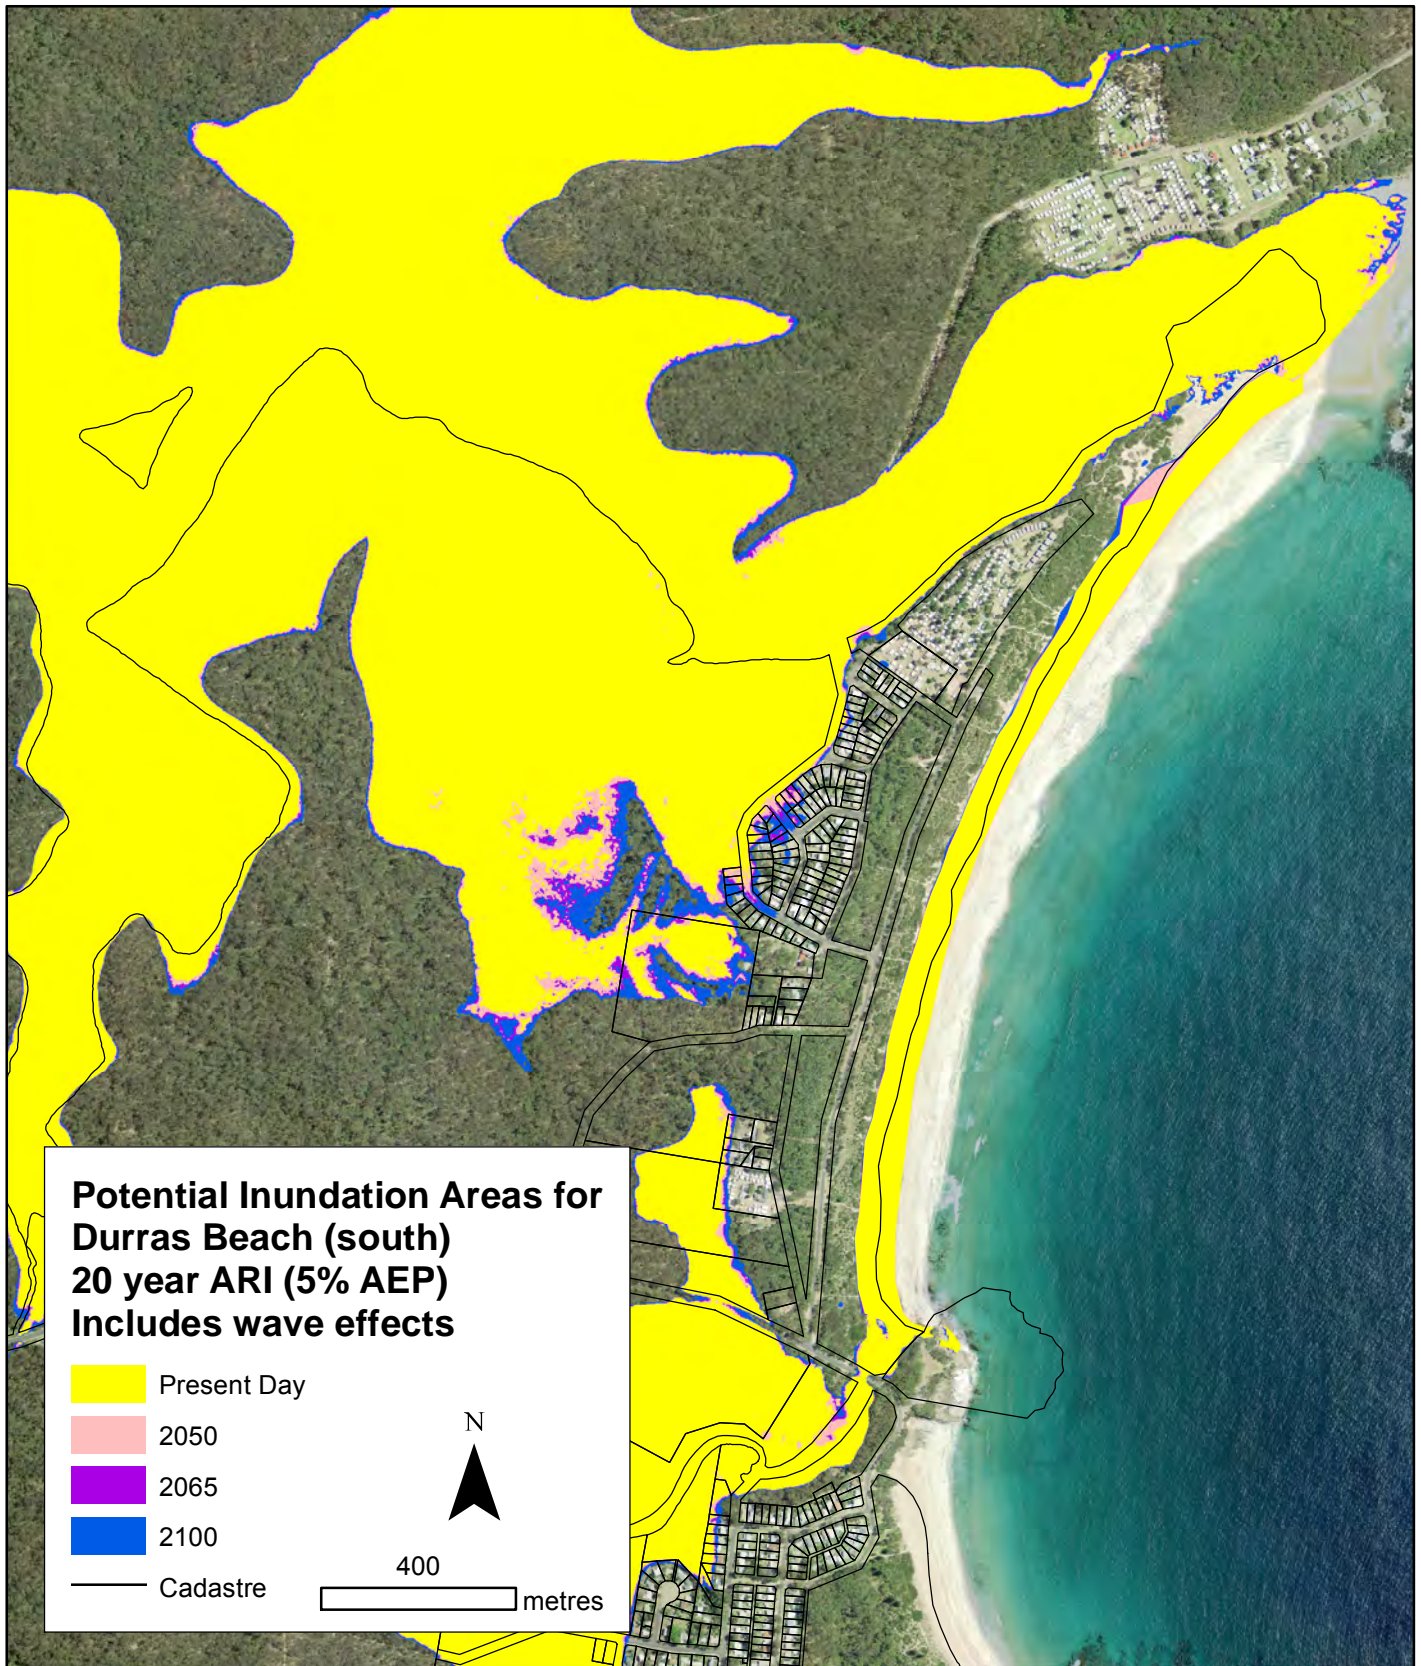 Potential Inundation Areas for
Durras Beach (south)
20 year ARI (5% AEP)
Includes wave effects
Present Day
2050
2065
2100
Cadastre
N
400
metres